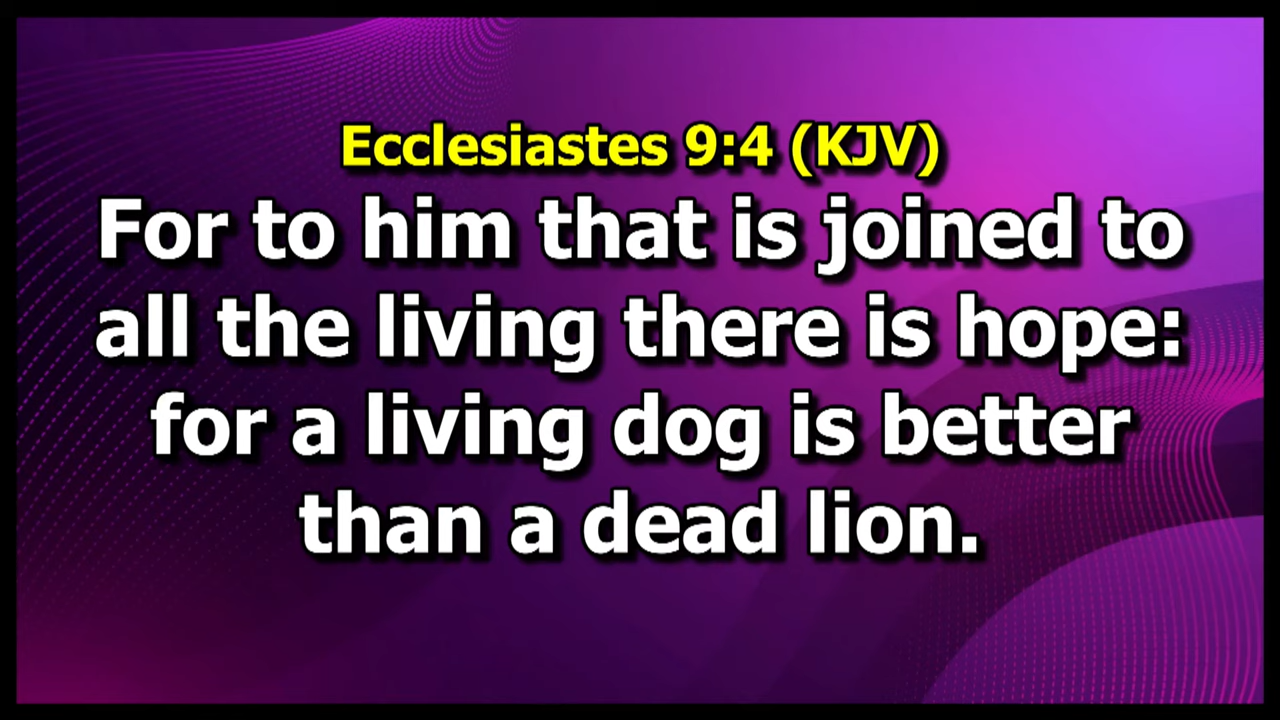 Ecclesiastes 9:4 (KJV)
For to him that is joined to
all the living there is hope:
for a living dog is better
than a dead lion.